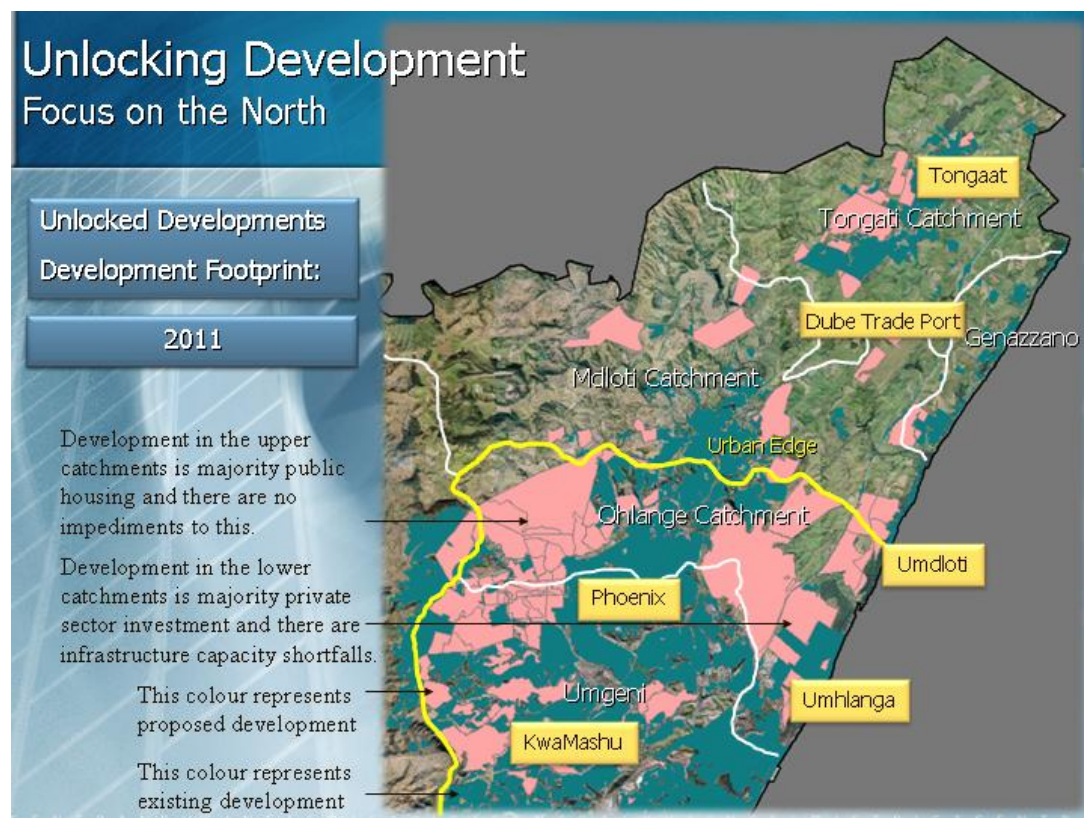 Unlocking Development
Focus on the North
Unlocked Developments
Development Footprint:
2011
Development in the upper
catchments is majority public
housing and there are no
impediments to this.
Development in the lower
catchments is majority private
sector investment and there are
infrastructure capacity shortfalls.
This colour represents
proposed development
This colour represents
existing development
Tongaat
Tongati Catchment
Dube Trade Port
Genazzano
Mdloti Catchment
Urban Edge
Ohlange Catchment
Umdloti
Phoenix
Umgeni
Umhlanga
KwaMashu